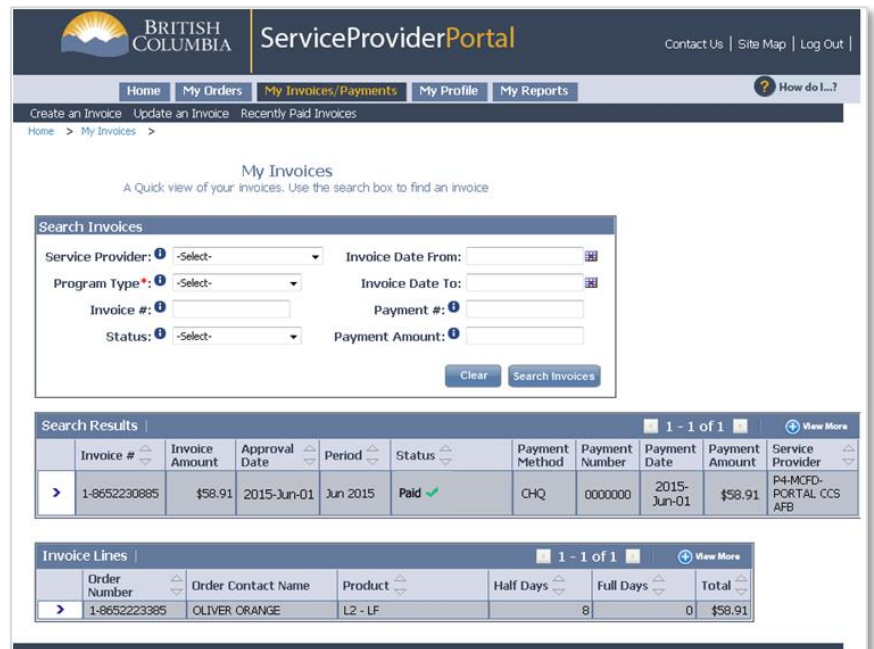 BRITISH COLUMBIA ServiceProviderPortal
Contact Us | Site Map | Log Out |
Home My Orders My Invoices/Payments My Profile My Reports ? How do I...?
Create an Invoice Update an Invoice Recently Paid Invoices
Home > My Invoices >
My Invoices
A Quick view of your invoices. Use the search box to find an invoice
Search Invoices
Service Provider: -Select- Invoice Date From:
Program Type*: -Select- Invoice Date To:
Invoice #: Payment #:
Status: -Select- Payment Amount:
Clear Search Invoices
Search Results | 1 - 1 of 1 View More
Invoice # Invoice Amount Approval Date Period Status Payment Method Payment Number Payment Date Payment Amount Service Provider
> 1-8652230885 $58.91 2015-Jun-01 Jun 2015 Paid CHQ 0000000 2015-Jun-01 $58.91 P4-MCFD-PORTAL CCS AFB
Invoice Lines | 1 - 1 of 1 View More
Order Number Order Contact Name Product Half Days Full Days Total
> 1-8652223385 OLIVER ORANGE L2 - LF 8 0 $58.91